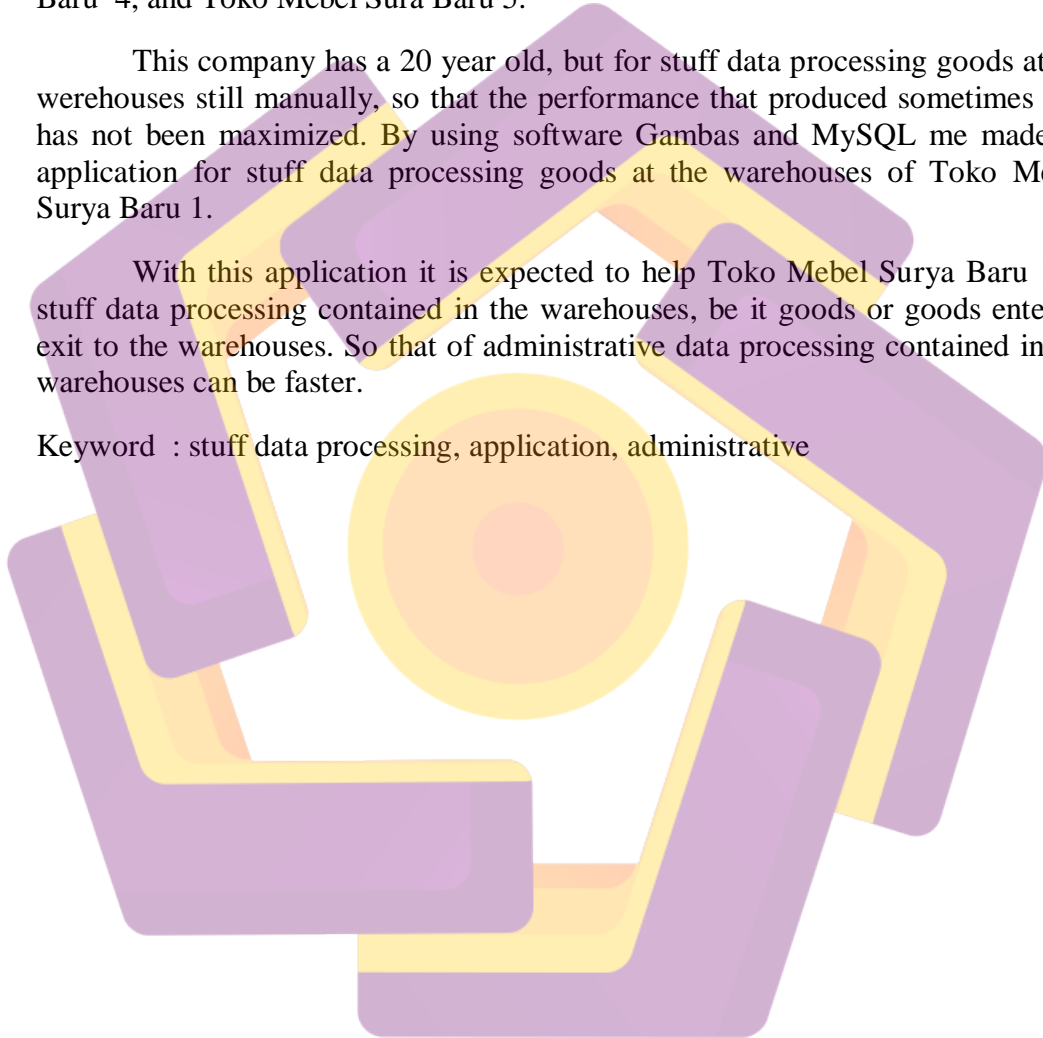 Baru 4, and Toko Mebel Sura Baru 5.
This company has a 20 year old, but for stuff data processing goods at
werehouses still manually, so that the performance that produced sometimes
has not been maximized. By using software Gambas and MySQL me made
application for stuff data processing goods at the warehouses of Toko Me
Surya Baru 1.
With this application it is expected to help Toko Mebel Surya Baru
stuff data processing contained in the warehouses, be it goods or goods ente
exit to the warehouses. So that of administrative data processing contained in
warehouses can be faster.
Keyword : stuff data processing, application, administrative